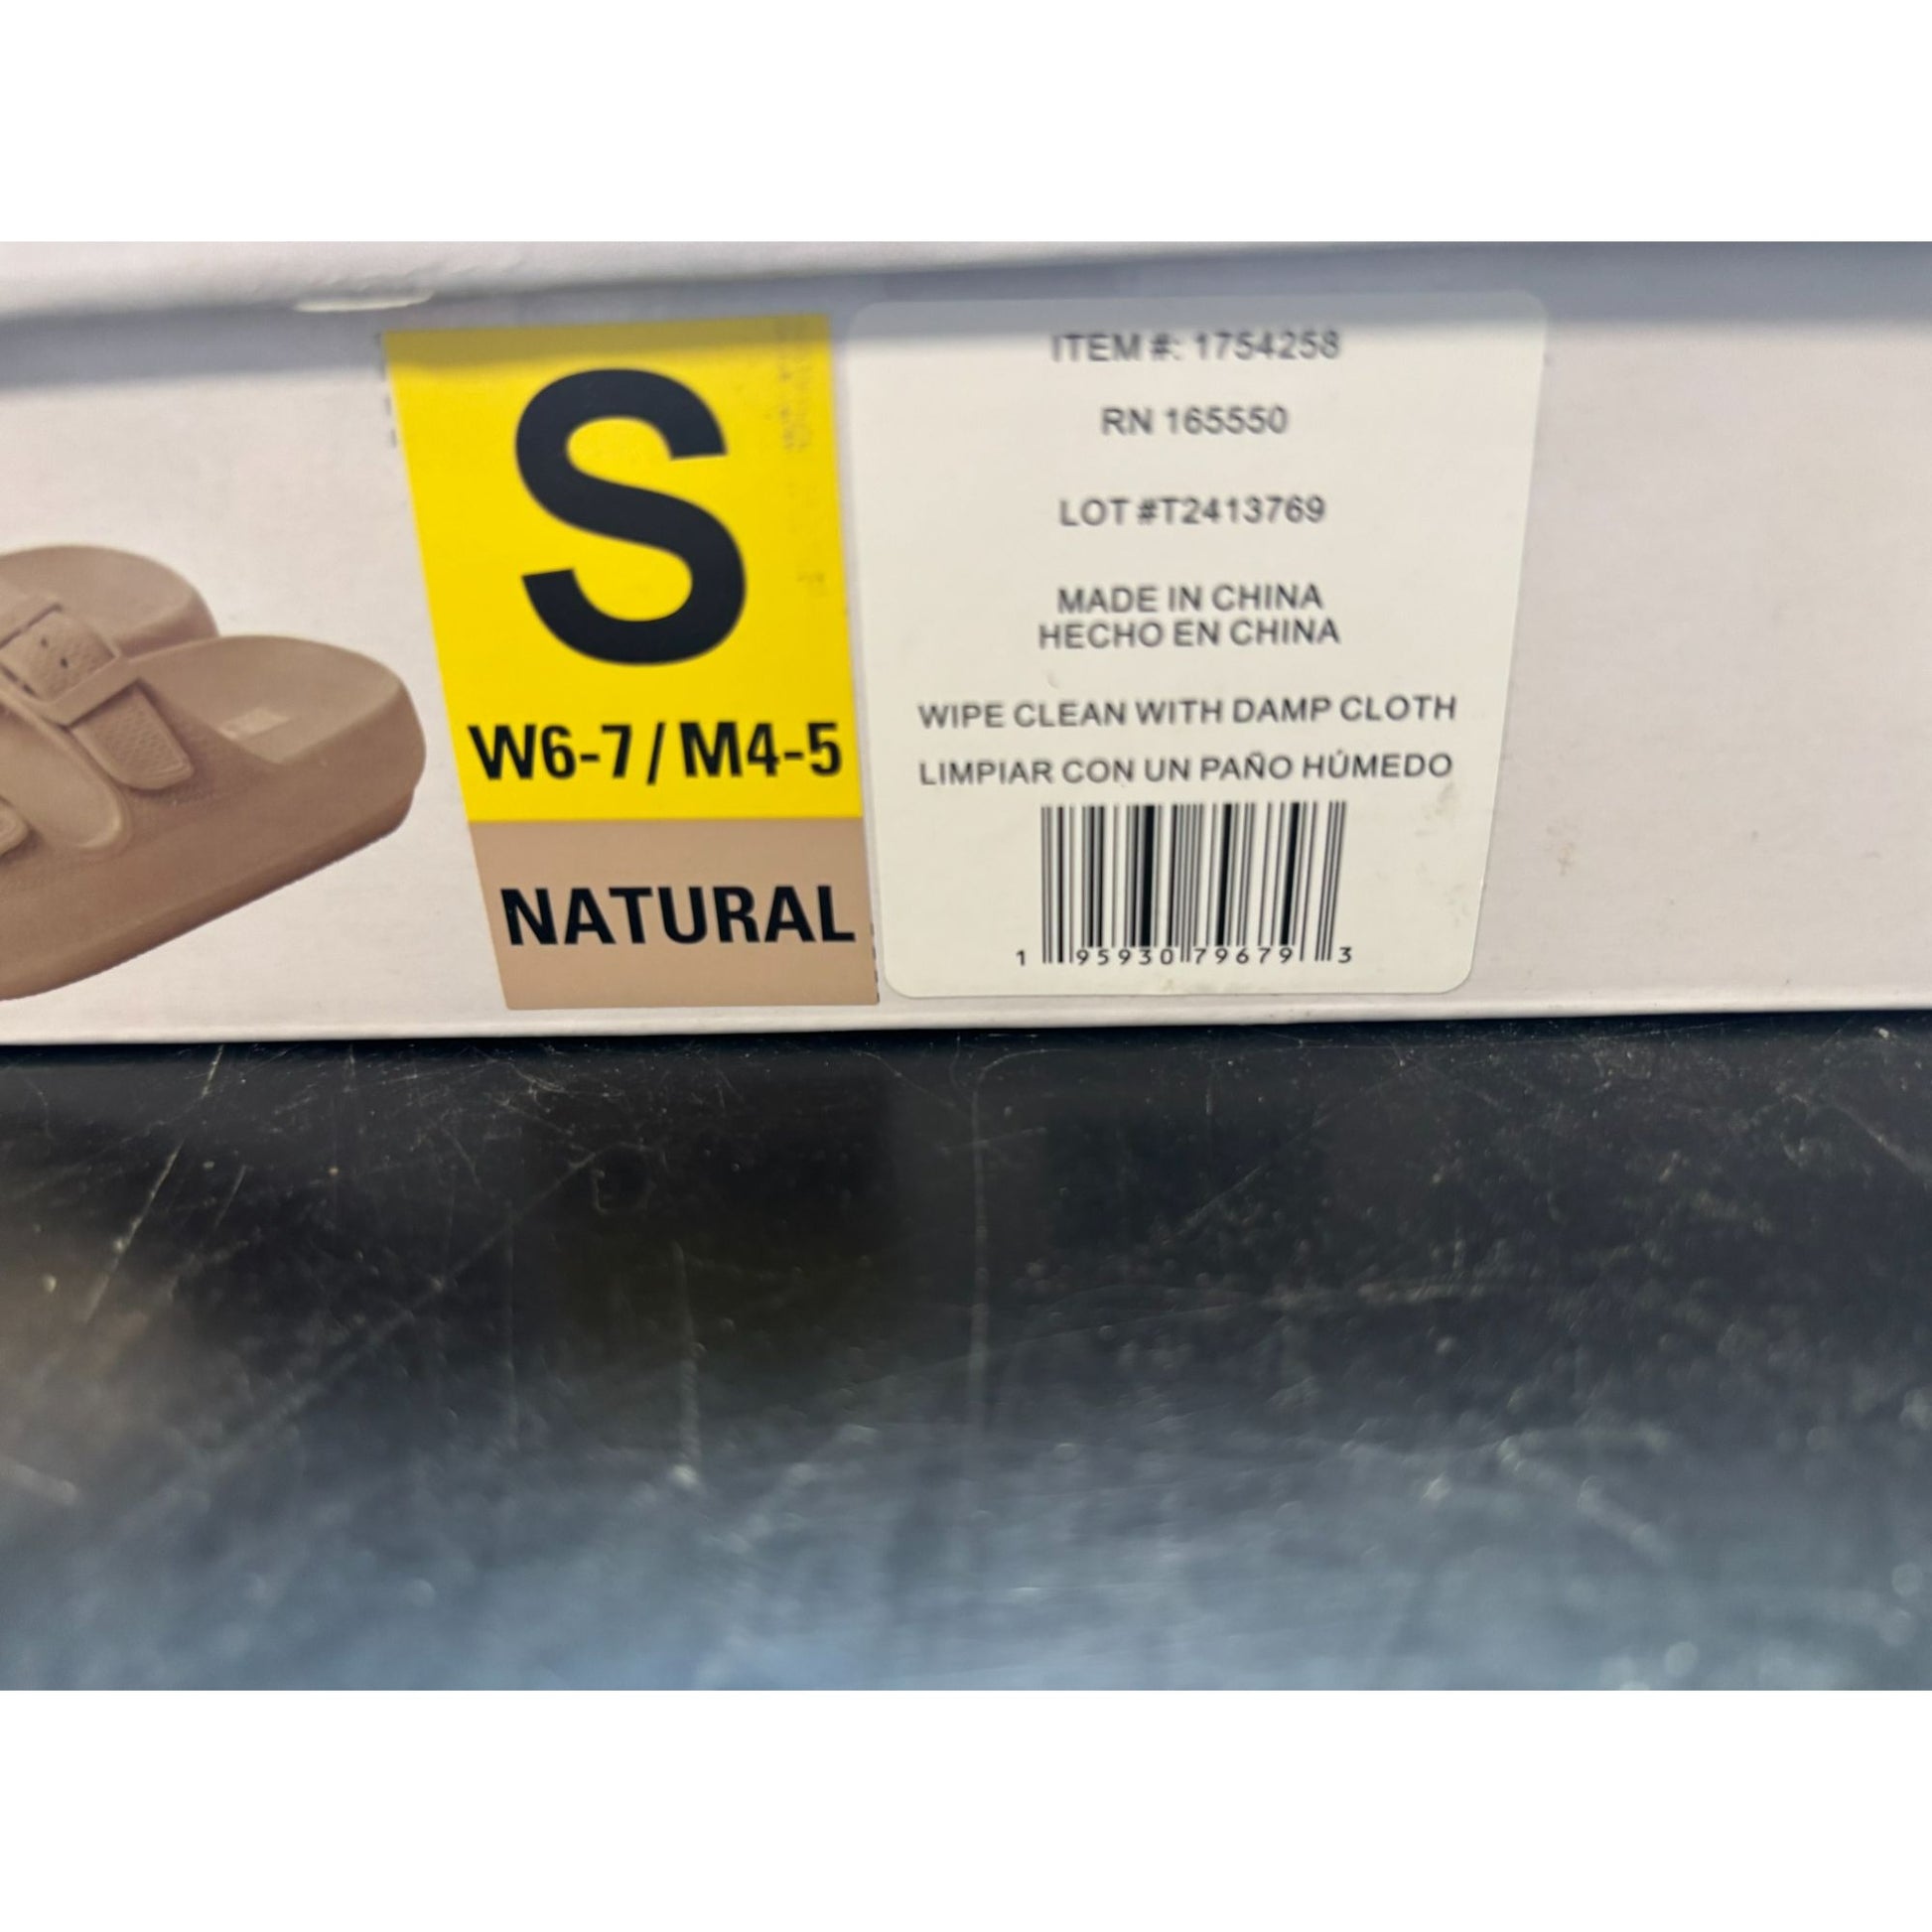 S
W6-7/M4-5
NATURAL
ITEM #: 1754258
RN 165550
LOT #T2413769
MADE IN CHINA
HECHO EN CHINA
WIPE CLEAN WITH DAMP CLOTH
LIMPIAR CON UN PAÑO HÚMEDO
1 95930 79679 3